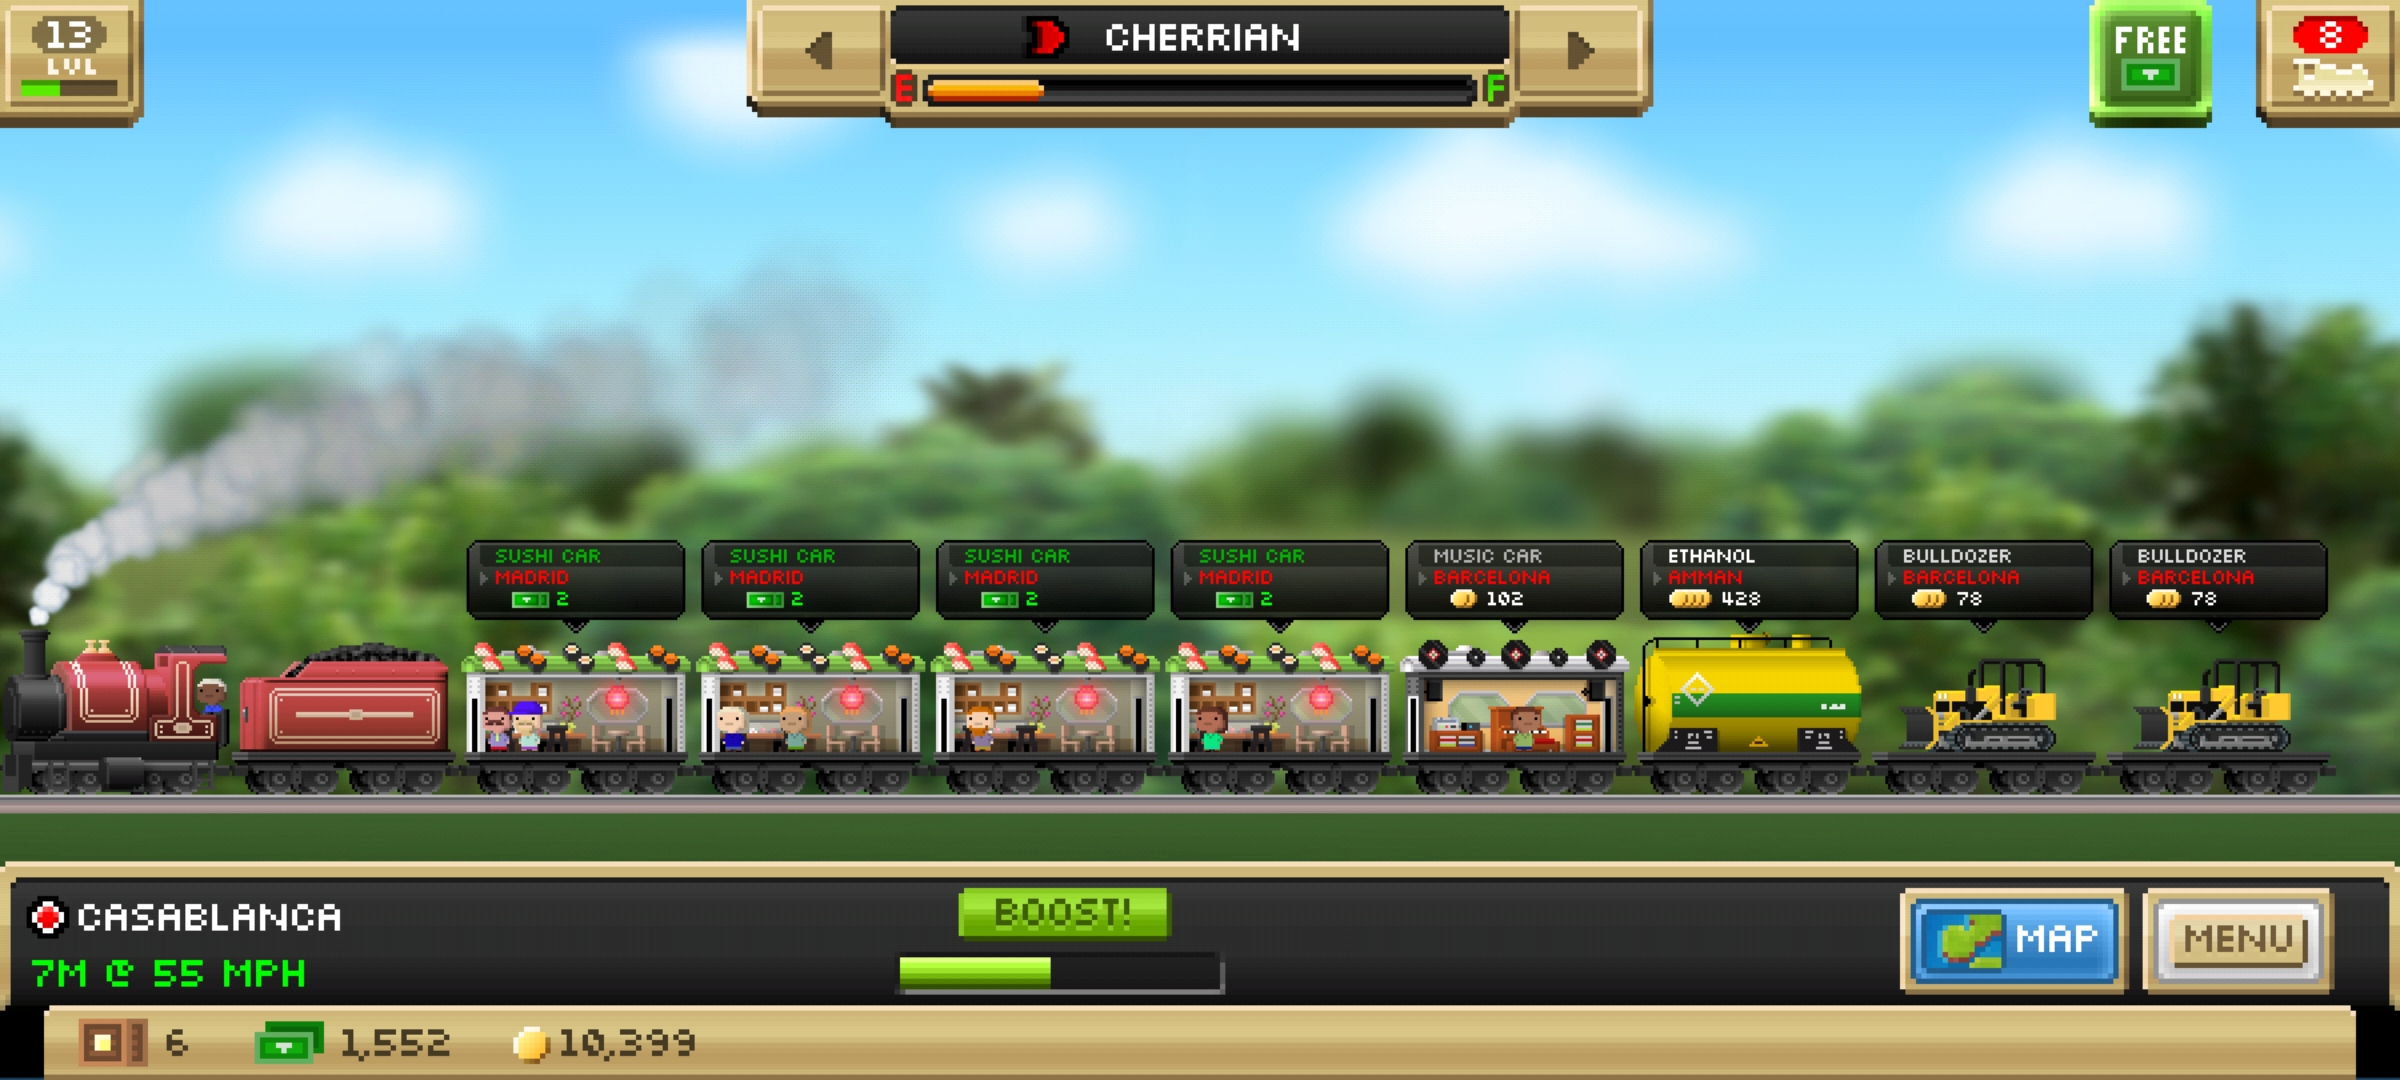 13
LVL
CHERRIAN
E
F
FREE
8
SUSHI CAR
MADRID
2
SUSHI CAR
MADRID
2
SUSHI CAR
MADRID
2
SUSHI CAR
MADRID
2
MUSIC CAR
BARCELONA
102
ETHANOL
AMMAN
428
BULLDOZER
BARCELONA
78
BULLDOZER
BARCELONA
78
CASABLANCA
7M @ 55 MPH
BOOST!
MAP
MENU
6
1,552
10,399